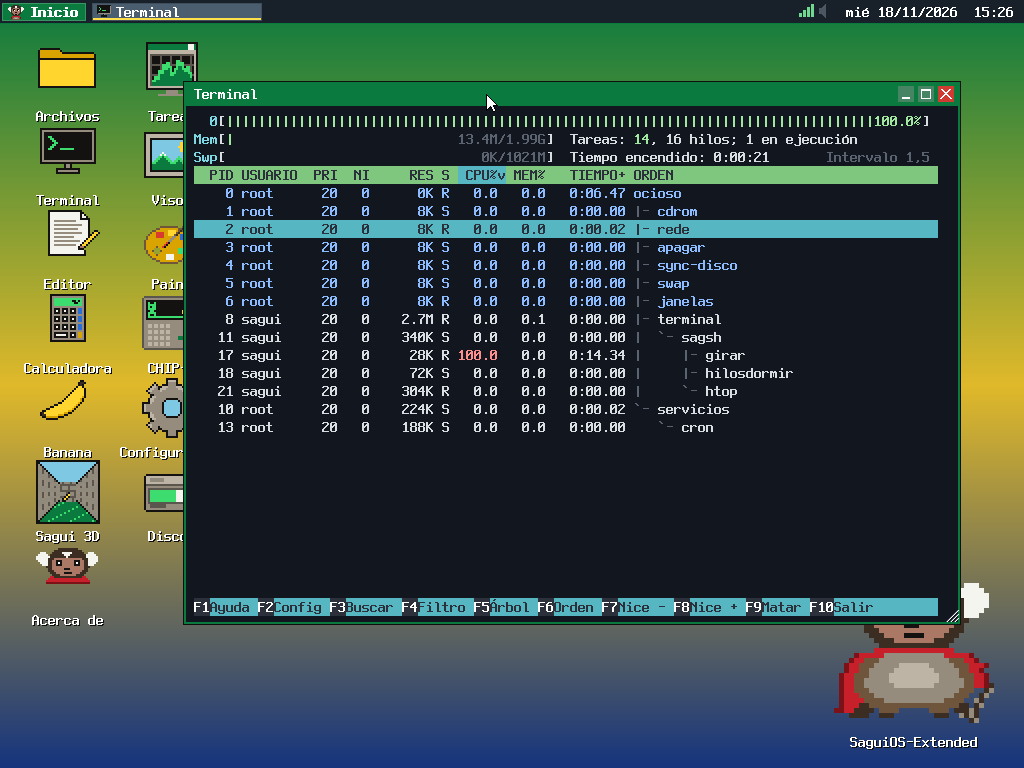 Inicio
Terminal
mié 18/11/2026 15:26
Archivos
Terminal
Editor
Calculadora
Banana
Configur
Sagui 3D
Acerca de
Terminal
0[||||||||||||||||||||||||||||||||||||||||||||||||||||||||||||||||||||||||||||||||100.0%]
Mem[| 13.4M/1.99G] Tareas: 14, 16 hilos; 1 en ejecución
Swp[ 0K/1021M] Tiempo encendido: 0:00:21 Intervalo 1,5
PID USUARIO PRI NI RES S CPU%v MEM% TIEMPO+ ORDEN
0 root 20 0 0K R 0.0 0.0 0:06.47 ocioso
1 root 20 0 8K S 0.0 0.0 0:00.00 |- cdrom
2 root 20 0 8K R 0.0 0.0 0:00.02 |- rede
3 root 20 0 8K S 0.0 0.0 0:00.00 |- apagar
4 root 20 0 8K S 0.0 0.0 0:00.00 |- sync-disco
5 root 20 0 8K S 0.0 0.0 0:00.00 |- swap
6 root 20 0 8K R 0.0 0.0 0:00.00 |- janelas
8 sagui 20 0 2.7M R 0.0 0.1 0:00.00 |- terminal
11 sagui 20 0 340K S 0.0 0.0 0:00.00 | `- sagsh
17 sagui 20 0 28K R 100.0 0.0 0:14.34 | |- girar
18 sagui 20 0 72K S 0.0 0.0 0:00.00 | |- hilosdormir
21 sagui 20 0 304K R 0.0 0.0 0:00.00 | `- htop
10 root 20 0 224K S 0.0 0.0 0:00.02 `- servicios
13 root 20 0 188K S 0.0 0.0 0:00.00 `- cron
F1Ayuda F2Config F3Buscar F4Filtro F5Árbol F6Orden F7Nice - F8Nice + F9Matar F10Salir
SaguiOS-Extended